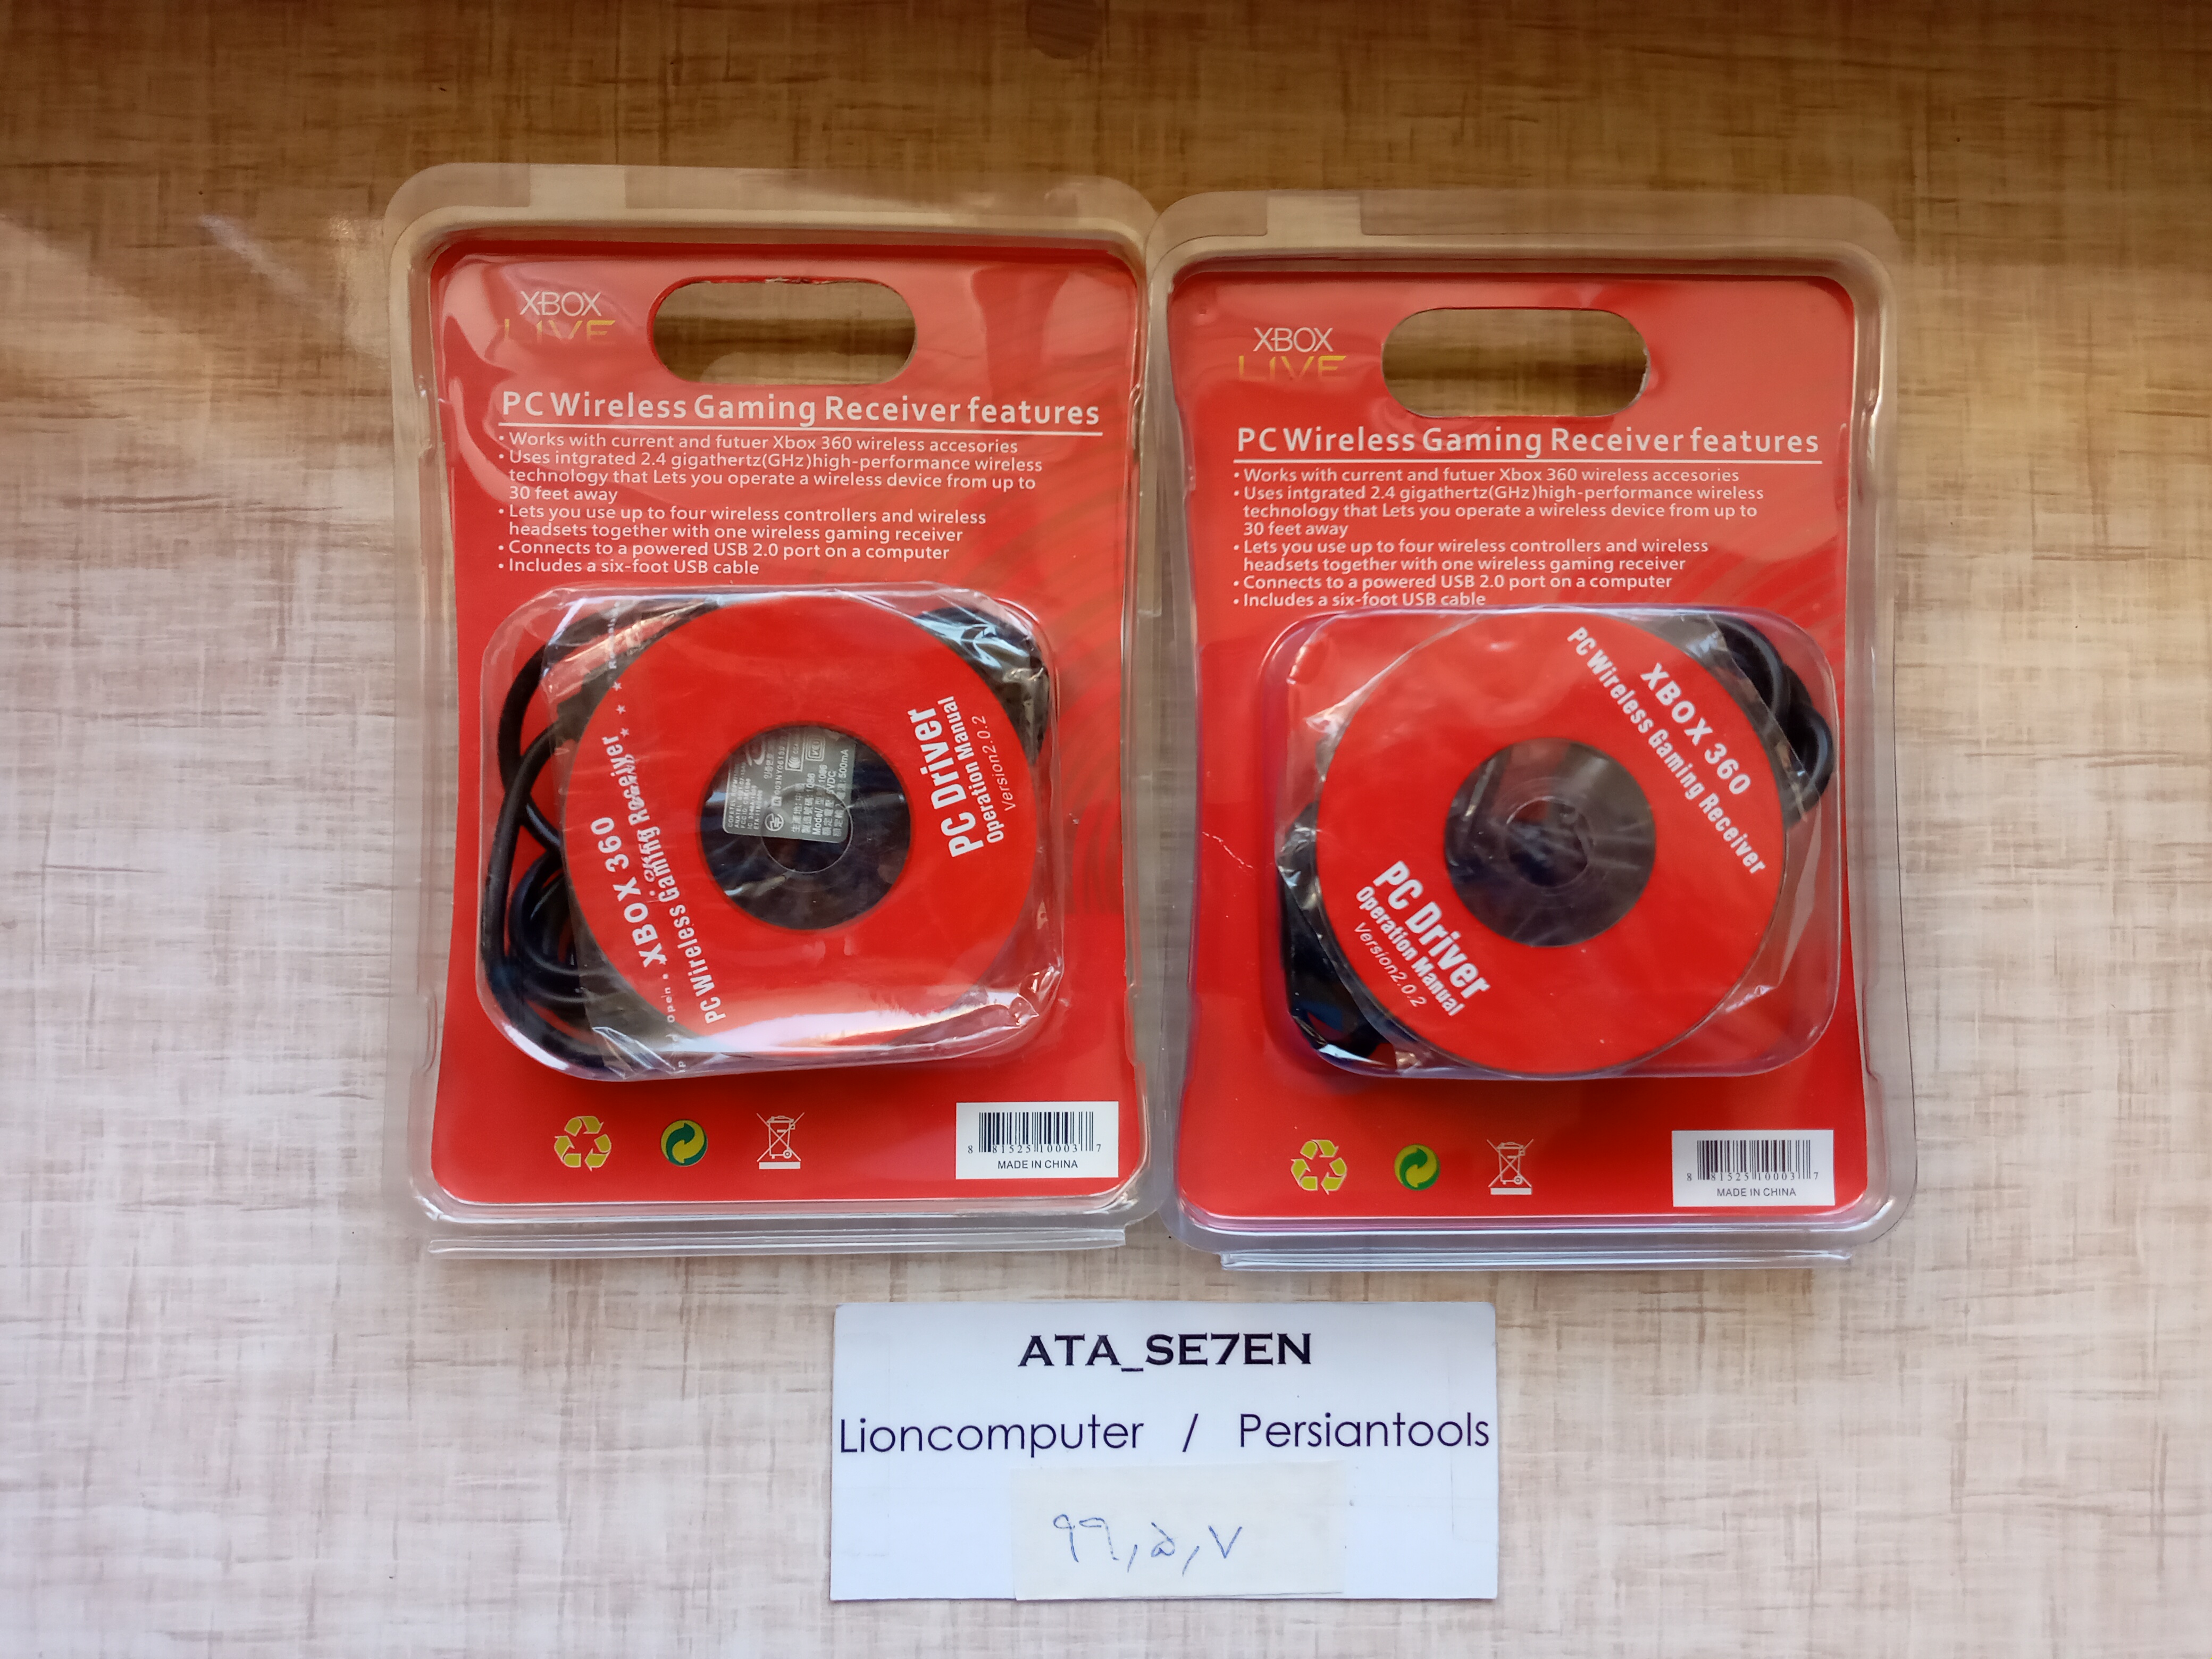 XBOX
LIVE
PC Wireless Gaming Receiver features
• Works with current and futuer Xbox 360 wireless accesories
• Uses intgrated 2.4 gigathertz(GHz)high-performance wireless
technology that Lets you operate a wireless device from up to
30 feet away
• Lets you use up to four wireless controllers and wireless
headsets together with one wireless gaming receiver
• Connects to a powered USB 2.0 port on a computer
• Includes a six-foot USB cable
XBOX 360
PC Wireless Gaming Receiver
PC Driver
Operation Manual
Version2.0.2
8 81525 10003 7
MADE IN CHINA
XBOX
LIVE
PC Wireless Gaming Receiver features
• Works with current and futuer Xbox 360 wireless accesories
• Uses intgrated 2.4 gigathertz(GHz)high-performance wireless
technology that Lets you operate a wireless device from up to
30 feet away
• Lets you use up to four wireless controllers and wireless
headsets together with one wireless gaming receiver
• Connects to a powered USB 2.0 port on a computer
• Includes a six-foot USB cable
XBOX 360
PC Wireless Gaming Receiver
PC Driver
Operation Manual
Version2.0.2
8 81525 10003 7
MADE IN CHINA
ATA_SE7EN
Lioncomputer / Persiantools
۹۹,۵,۷